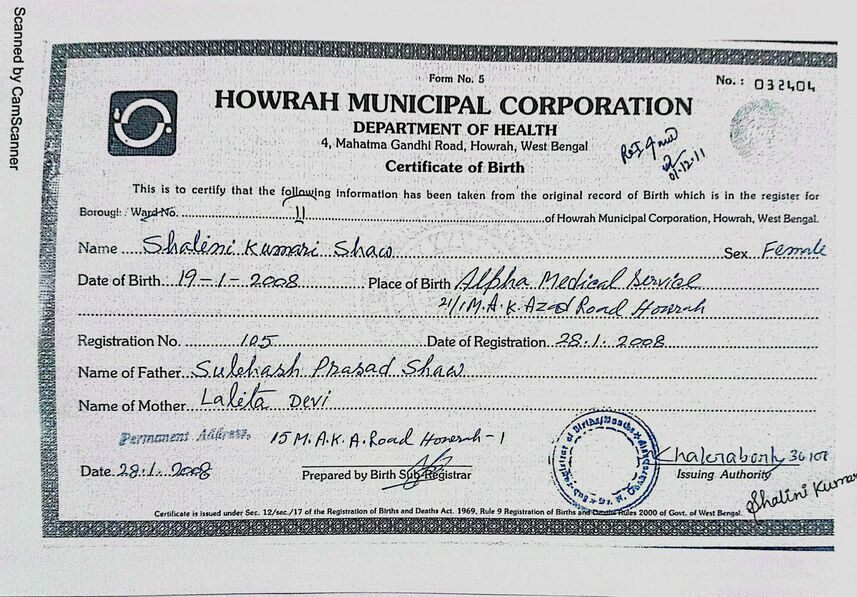 Scanned by CamScanner
Form No. 5
No. : 032404
HOWRAH MUNICIPAL CORPORATION
DEPARTMENT OF HEALTH
4, Mahatma Gandhi Road, Howrah, West Bengal
01.12.11
Certificate of Birth
This is to certify that the following information has been taken from the original record of Birth which is in the register for
Borough Ward No. 11 of Howrah Municipal Corporation, Howrah, West Bengal.
Name Shalini Kumari Shaw Sex Female
Date of Birth 19-1-2008 Place of Birth Alpha Medical Service
21/1 M.A.K. Azad Road Howrah
Registration No. 105 Date of Registration 28.1.2008
Name of Father Subhash Prasad Shaw
Name of Mother Lalita Devi
Permanent Address. 15 M.A.K.A. Road Howrah-1
Date 28.1.2008 Prepared by Birth Sub-Registrar
Chakraborty
Issuing Authority
Shalini Kumar
Certificate is issued under Sec. 12/sec./17 of the Registration of Births and Deaths Act. 1969, Rule 9 Registration of Births and Deaths Rules 2000 of Govt. of West Bengal.